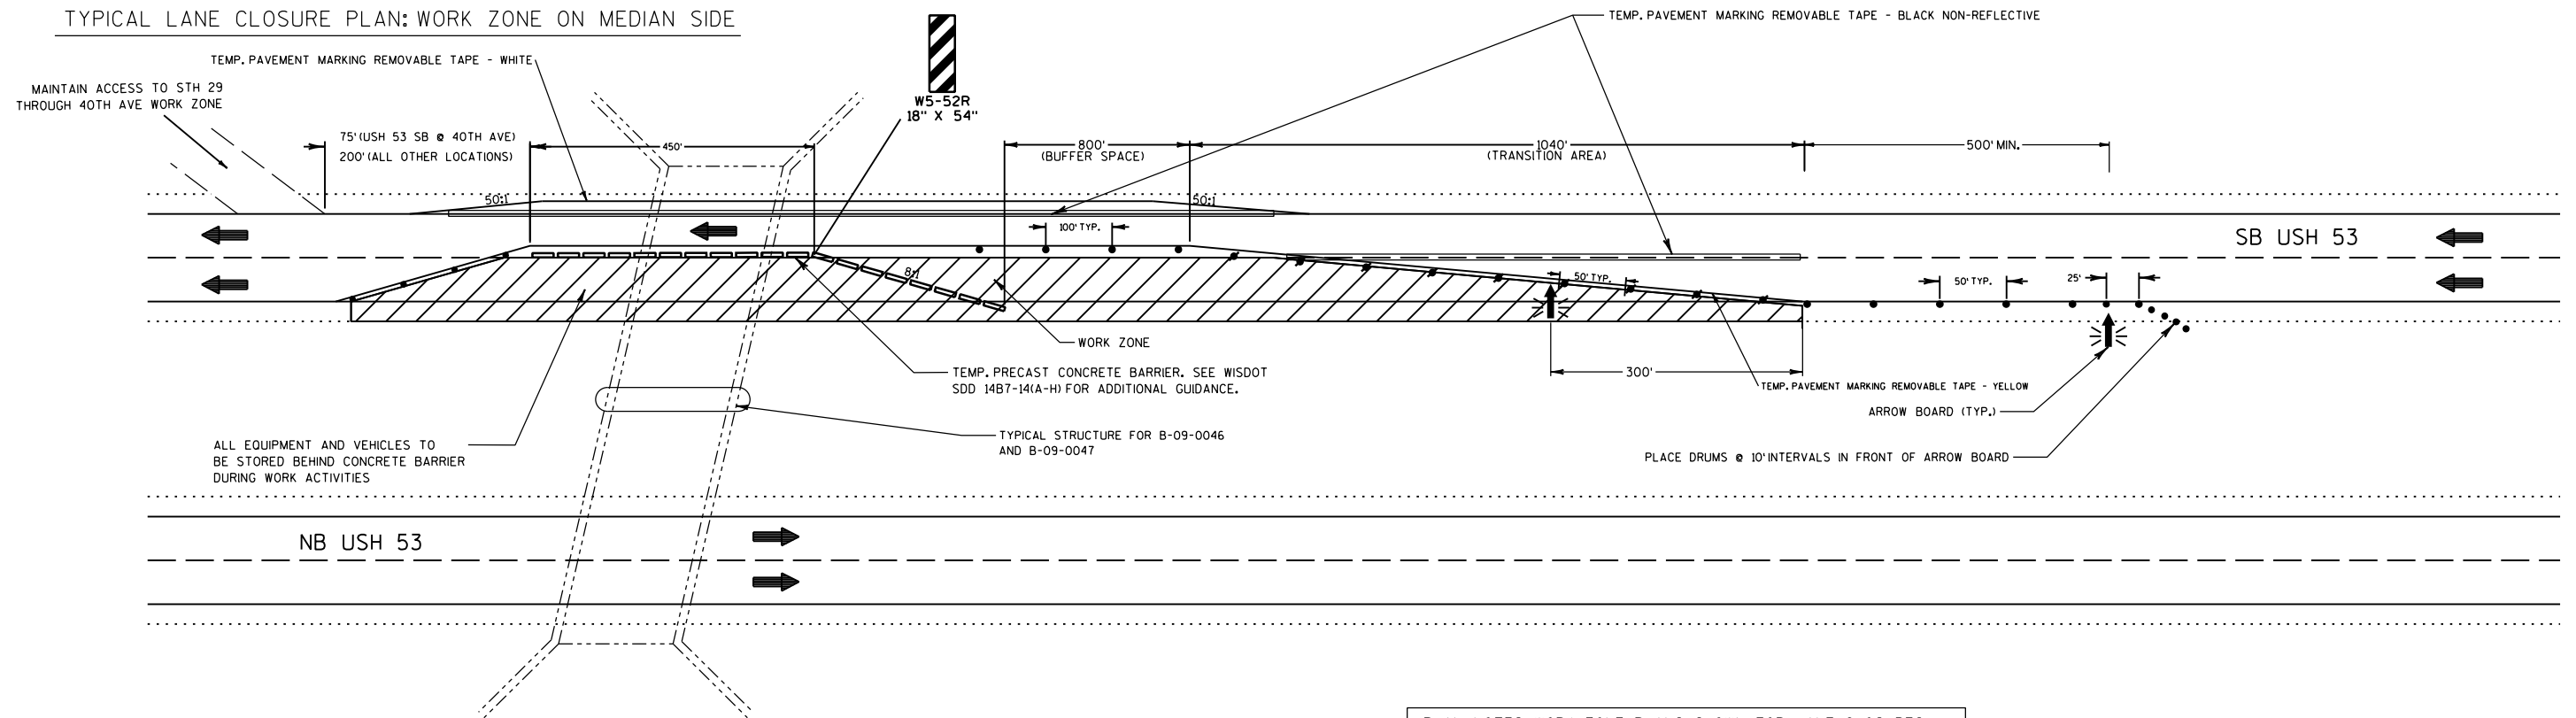 TYPICAL LANE CLOSURE PLAN: WORK ZONE ON MEDIAN SIDE
TEMP. PAVEMENT MARKING REMOVABLE TAPE - BLACK NON-REFLECTIVE
TEMP. PAVEMENT MARKING REMOVABLE TAPE - WHITE
MAINTAIN ACCESS TO STH 29
THROUGH 40TH AVE WORK ZONE
W5-52R
18" X 54"
75' (USH 53 SB @ 40TH AVE)
200' (ALL OTHER LOCATIONS)
450'
800'
(BUFFER SPACE)
1040'
(TRANSITION AREA)
500' MIN.
50:1
50:1
100' TYP.
SB USH 53
8:1
50' TYP.
50' TYP.
25'
WORK ZONE
TEMP. PRECAST CONCRETE BARRIER. SEE WISDOT
SDD 14B7-14(A-H) FOR ADDITIONAL GUIDANCE.
300'
TEMP. PAVEMENT MARKING REMOVABLE TAPE - YELLOW
ARROW BOARD (TYP.)
ALL EQUIPMENT AND VEHICLES TO
BE STORED BEHIND CONCRETE BARRIER
DURING WORK ACTIVITIES
TYPICAL STRUCTURE FOR B-09-0046
AND B-09-0047
PLACE DRUMS @ 10' INTERVALS IN FRONT OF ARROW BOARD
NB USH 53